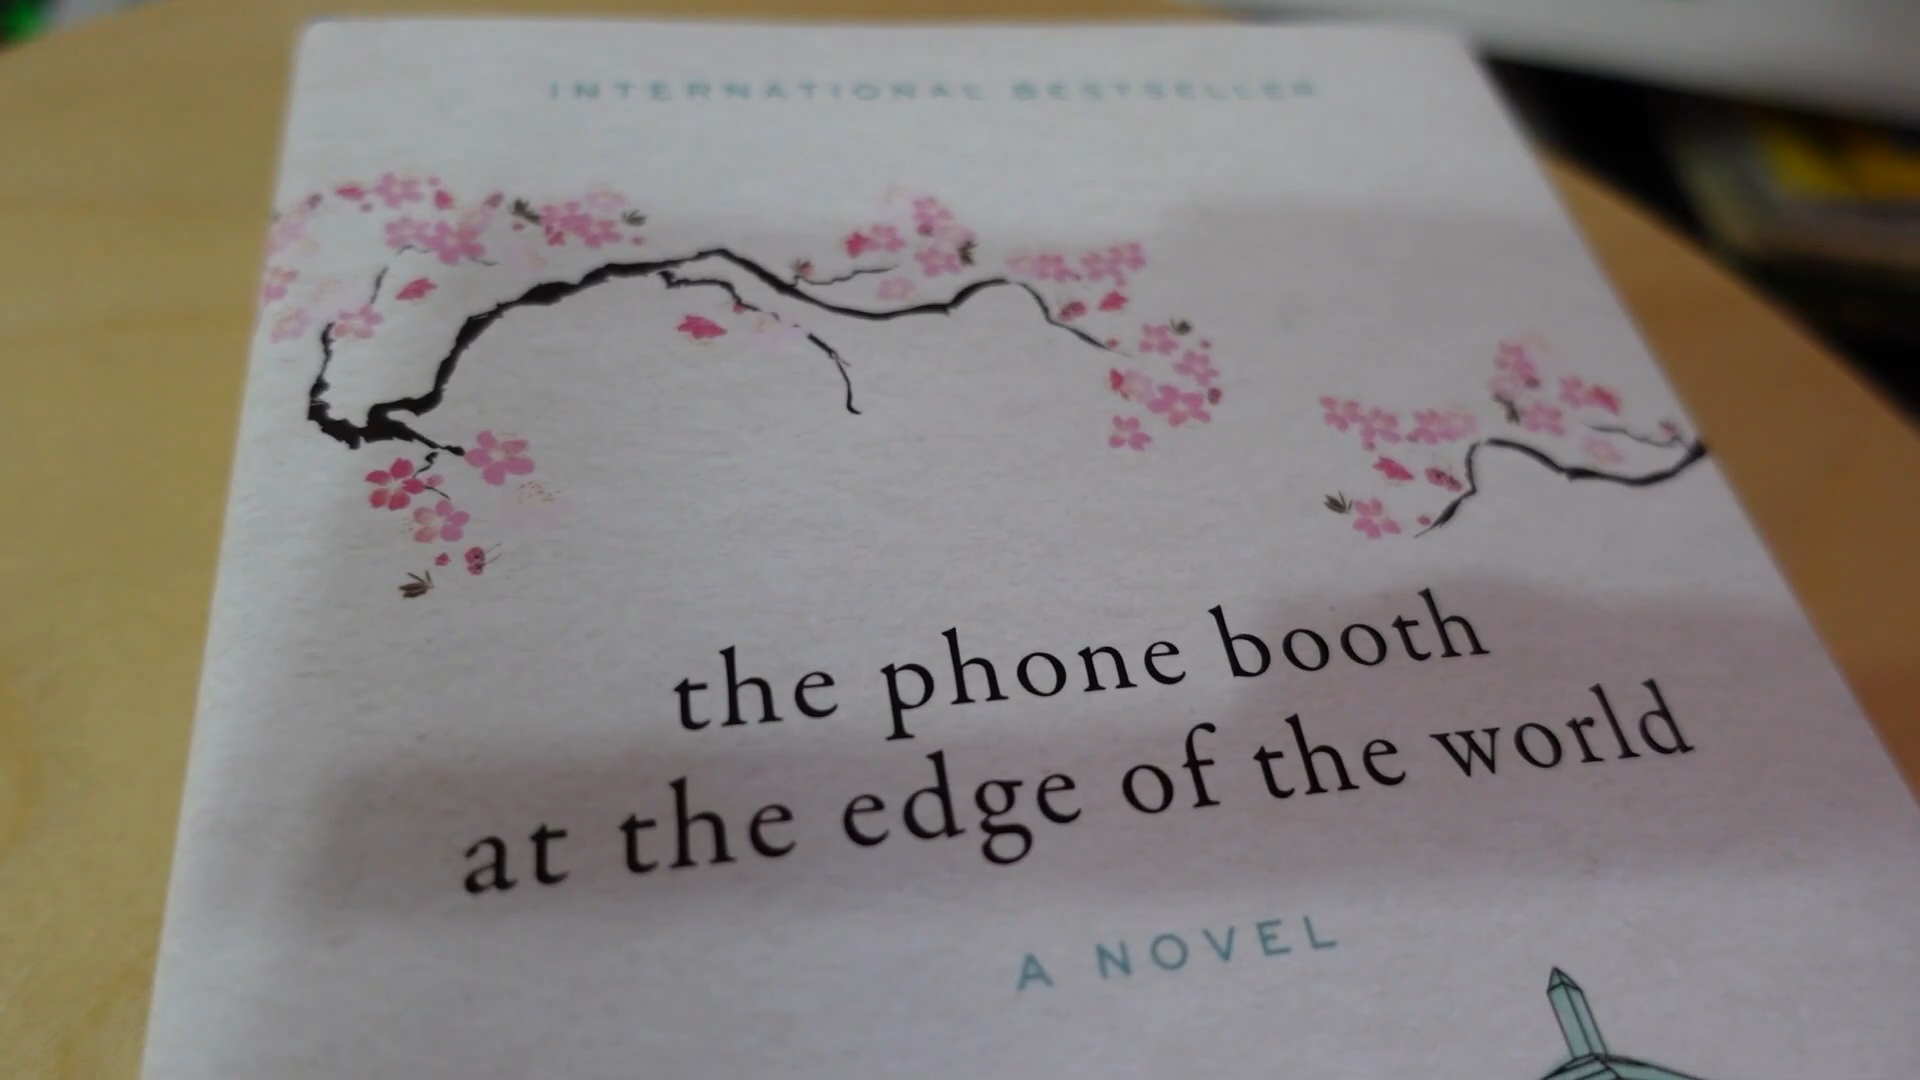 INTERNATIONAL BESTSELLER
the phone booth
at the edge of the world
A NOVEL